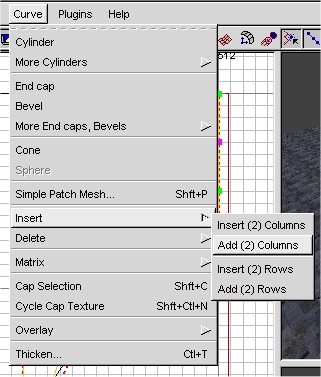 Curve Plugins Help
512
Cylinder
More Cylinders
End cap
Bevel
More End caps, Bevels
Cone
Sphere
Simple Patch Mesh... Shft+P
Insert
Insert (2) Columns
Add (2) Columns
Insert (2) Rows
Add (2) Rows
Delete
Matrix
Cap Selection Shft+C
Cycle Cap Texture Shft+Ctl+N
Overlay
Thicken... Ctl+T